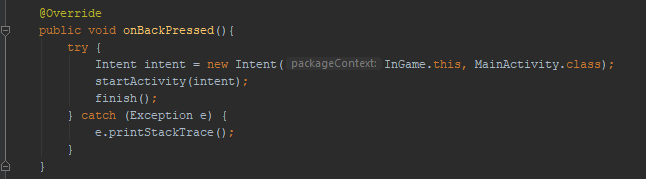 @Override
public void onBackPressed(){
try {
Intent intent = new Intent( packageContext: InGame.this, MainActivity.class);
startActivity(intent);
finish();
} catch (Exception e) {
e.printStackTrace();
}
}